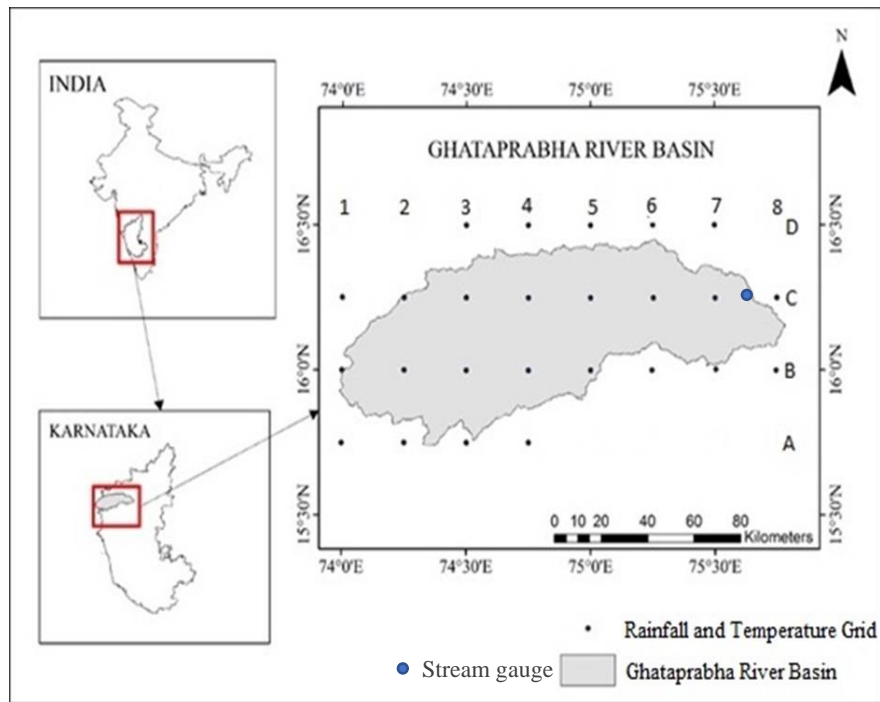 N
INDIA
KARNATAKA
74°0'E 74°30'E 75°0'E 75°30'E
GHATAPRABHA RIVER BASIN
1 2 3 4 5 6 7 8
D
C
B
A
16°30'N
16°0'N
15°30'N
16°30'N
16°0'N
15°30'N
0 10 20 40 60 80
Kilometers
74°0'E 74°30'E 75°0'E 75°30'E
Rainfall and Temperature Grid
Stream gauge
Ghataprabha River Basin